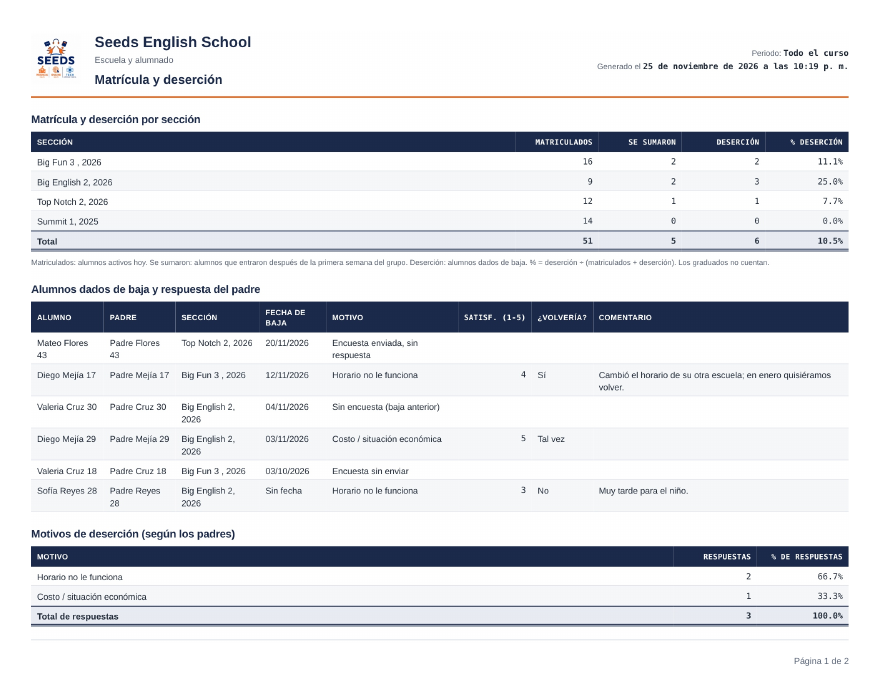 SEEDS
Seeds English School
Escuela y alumnado
Matrícula y deserción
Periodo: Todo el curso
Generado el 25 de noviembre de 2026 a las 10:19 p. m.
Matrícula y deserción por sección
SECCIÓN MATRICULADOS SE SUMARON DESERCIÓN % DESERCIÓN
Big Fun 3 , 2026 16 2 2 11.1%
Big English 2, 2026 9 2 3 25.0%
Top Notch 2, 2026 12 1 1 7.7%
Summit 1, 2025 14 0 0 0.0%
Total 51 5 6 10.5%
Matriculados: alumnos activos hoy. Se sumaron: alumnos que entraron después de la primera semana del grupo. Deserción: alumnos dados de baja. % = deserción ÷ (matriculados + deserción). Los graduados no cuentan.
Alumnos dados de baja y respuesta del padre
ALUMNO PADRE SECCIÓN FECHA DE BAJA MOTIVO SATISF. (1-5) ¿VOLVERÍA? COMENTARIO
Mateo Flores 43 Padre Flores 43 Top Notch 2, 2026 20/11/2026 Encuesta enviada, sin respuesta
Diego Mejía 17 Padre Mejía 17 Big Fun 3 , 2026 12/11/2026 Horario no le funciona 4 Sí Cambió el horario de su otra escuela; en enero quisiéramos volver.
Valeria Cruz 30 Padre Cruz 30 Big English 2, 2026 04/11/2026 Sin encuesta (baja anterior)
Diego Mejía 29 Padre Mejía 29 Big English 2, 2026 03/11/2026 Costo / situación económica 5 Tal vez
Valeria Cruz 18 Padre Cruz 18 Big Fun 3 , 2026 03/10/2026 Encuesta sin enviar
Sofía Reyes 28 Padre Reyes 28 Big English 2, 2026 Sin fecha Horario no le funciona 3 No Muy tarde para el niño.
Motivos de deserción (según los padres)
MOTIVO RESPUESTAS % DE RESPUESTAS
Horario no le funciona 2 66.7%
Costo / situación económica 1 33.3%
Total de respuestas 3 100.0%
Página 1 de 2